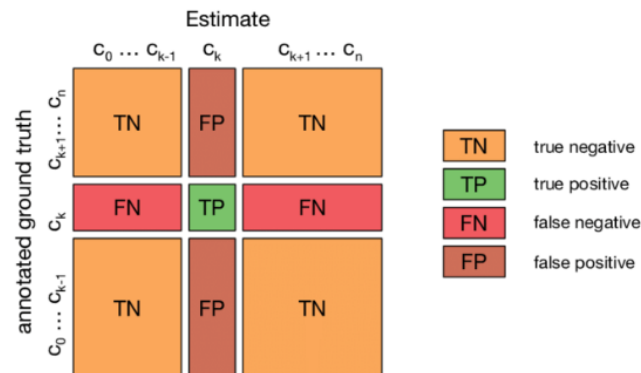 Estimate
c0 … ck-1 ck ck+1 … cn
annotated ground truth
ck+1 … cn
TN FP TN
ck
FN TP FN
c0 … ck-1
TN FP TN
TN true negative
TP true positive
FN false negative
FP false positive